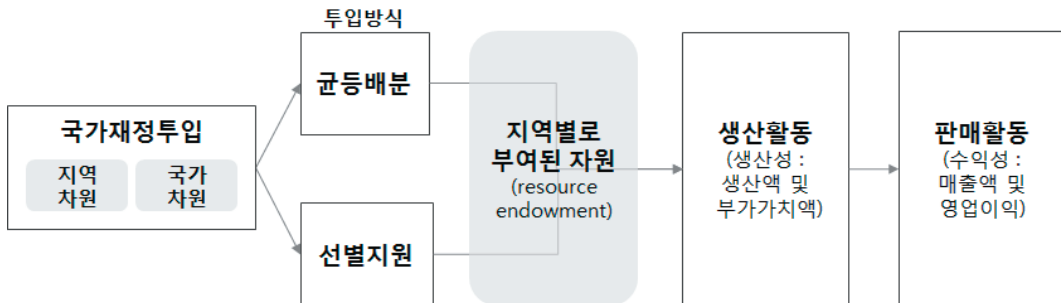 투입방식
국가재정투입
지역
차원
국가
차원
균등배분
선별지원
지역별로
부여된 자원
(resource
endowment)
생산활동
(생산성 :
생산액 및
부가가치액)
판매활동
(수익성 :
매출액 및
영업이익)